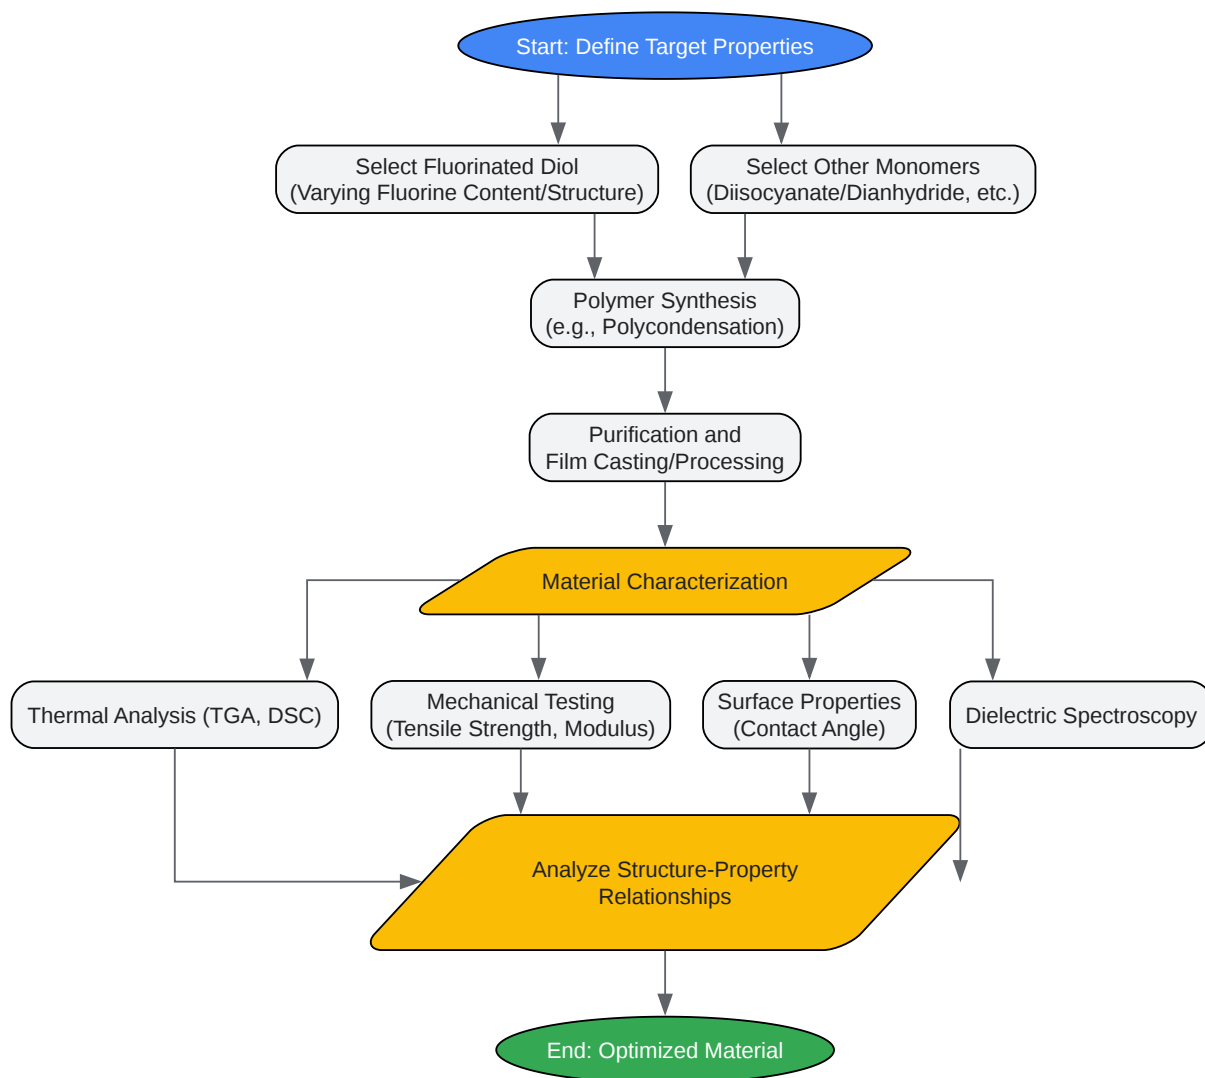 Start: Define Target Properties
Select Fluorinated Diol
(Varying Fluorine Content/Structure)
Select Other Monomers
(Diisocyanate/Dianhydride, etc.)
Polymer Synthesis
(e.g., Polycondensation)
Purification and
Film Casting/Processing
Material Characterization
Thermal Analysis (TGA, DSC)
Mechanical Testing
(Tensile Strength, Modulus)
Surface Properties
(Contact Angle)
Dielectric Spectroscopy
Analyze Structure-Property
Relationships
End: Optimized Material